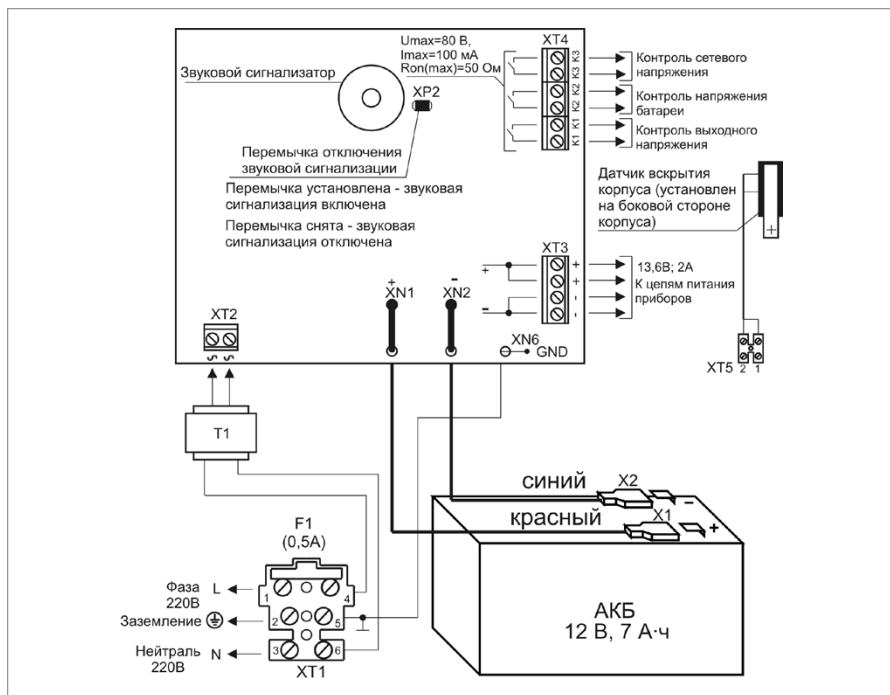 Umax=80 В,
Imax=100 мА
Ron(max)=50 Ом
XT4
K3
K3
K2
K2
K1
K1
Контроль сетевого
напряжения
Контроль напряжения
батареи
Контроль выходного
напряжения
Звуковой сигнализатор
XP2
Перемычка отключения
звуковой сигнализации
Перемычка установлена - звуковая
сигнализация включена
Перемычка снята - звуковая
сигнализация отключена
Датчик вскрытия
корпуса (установлен
на боковой стороне
корпуса)
+
XT3
+
-
+
+
-
-
13,6В; 2А
К цепям питания
приборов
+
XN1
-
XN2
XN6
GND
XT2
XT5
2 1
T1
синий
X2
-
красный
X1
+
F1
(0,5А)
Фаза
220В
L
1
4
Заземление
2
5
Нейтраль
220В
N
3
6
XT1
АКБ
12 В, 7 А·ч